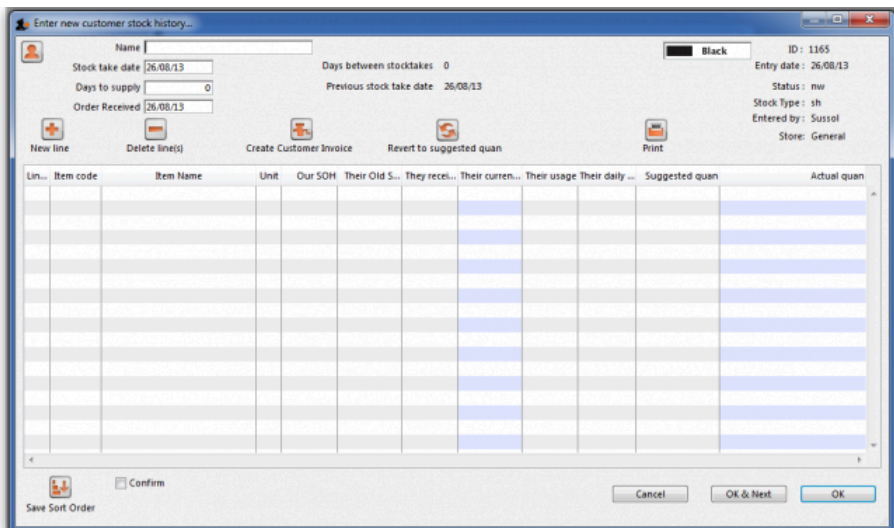 Enter new customer stock history...
Name
Black
ID : 1165
Stock take date 26/08/13
Days between stocktakes 0
Entry date : 26/08/13
Days to supply 0
Previous stock take date 26/08/13
Status : nw
Order Received 26/08/13
Stock Type : sh
Entered by : Sussol
Store: General
New line Delete line(s) Create Customer Invoice Revert to suggested quan Print
Lin... Item code Item Name Unit Our SOH Their Old S... They recei... Their curren... Their usage Their daily ... Suggested quan Actual quan
Confirm
Save Sort Order
Cancel OK & Next OK